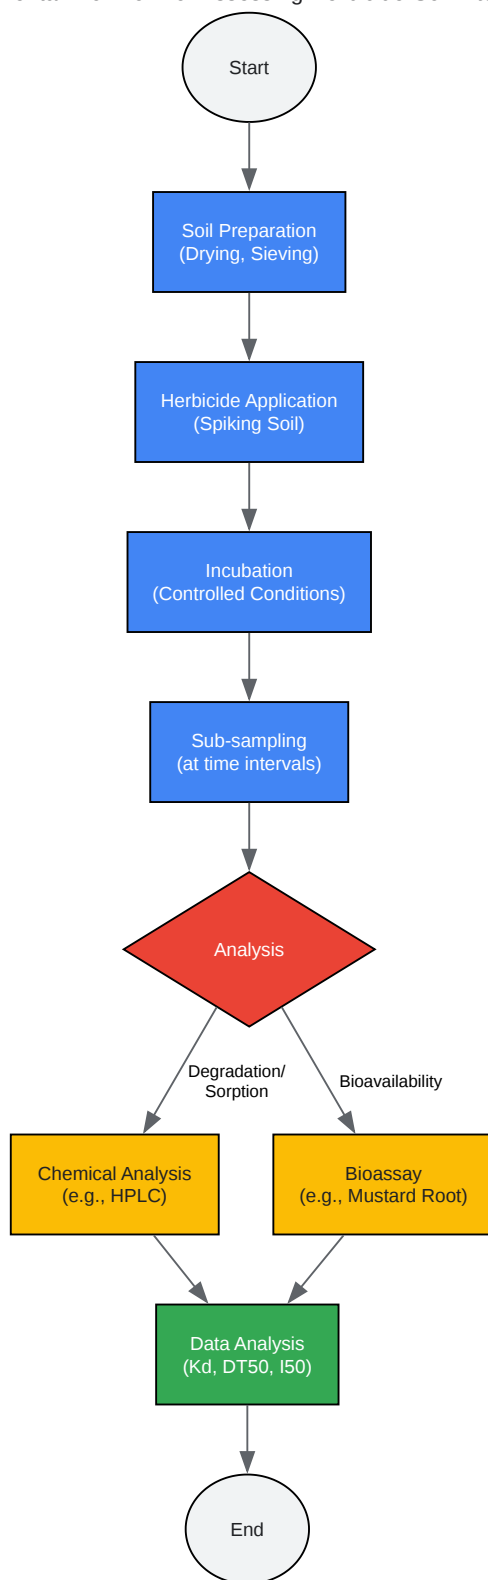 Start
Soil Preparation
(Drying, Sieving)
Herbicide Application
(Spiking Soil)
Incubation
(Controlled Conditions)
Sub-sampling
(at time intervals)
Analysis
Degradation/
Sorption
Bioavailability
Chemical Analysis
(e.g., HPLC)
Bioassay
(e.g., Mustard Root)
Data Analysis
(Kd, DT50, I50)
End